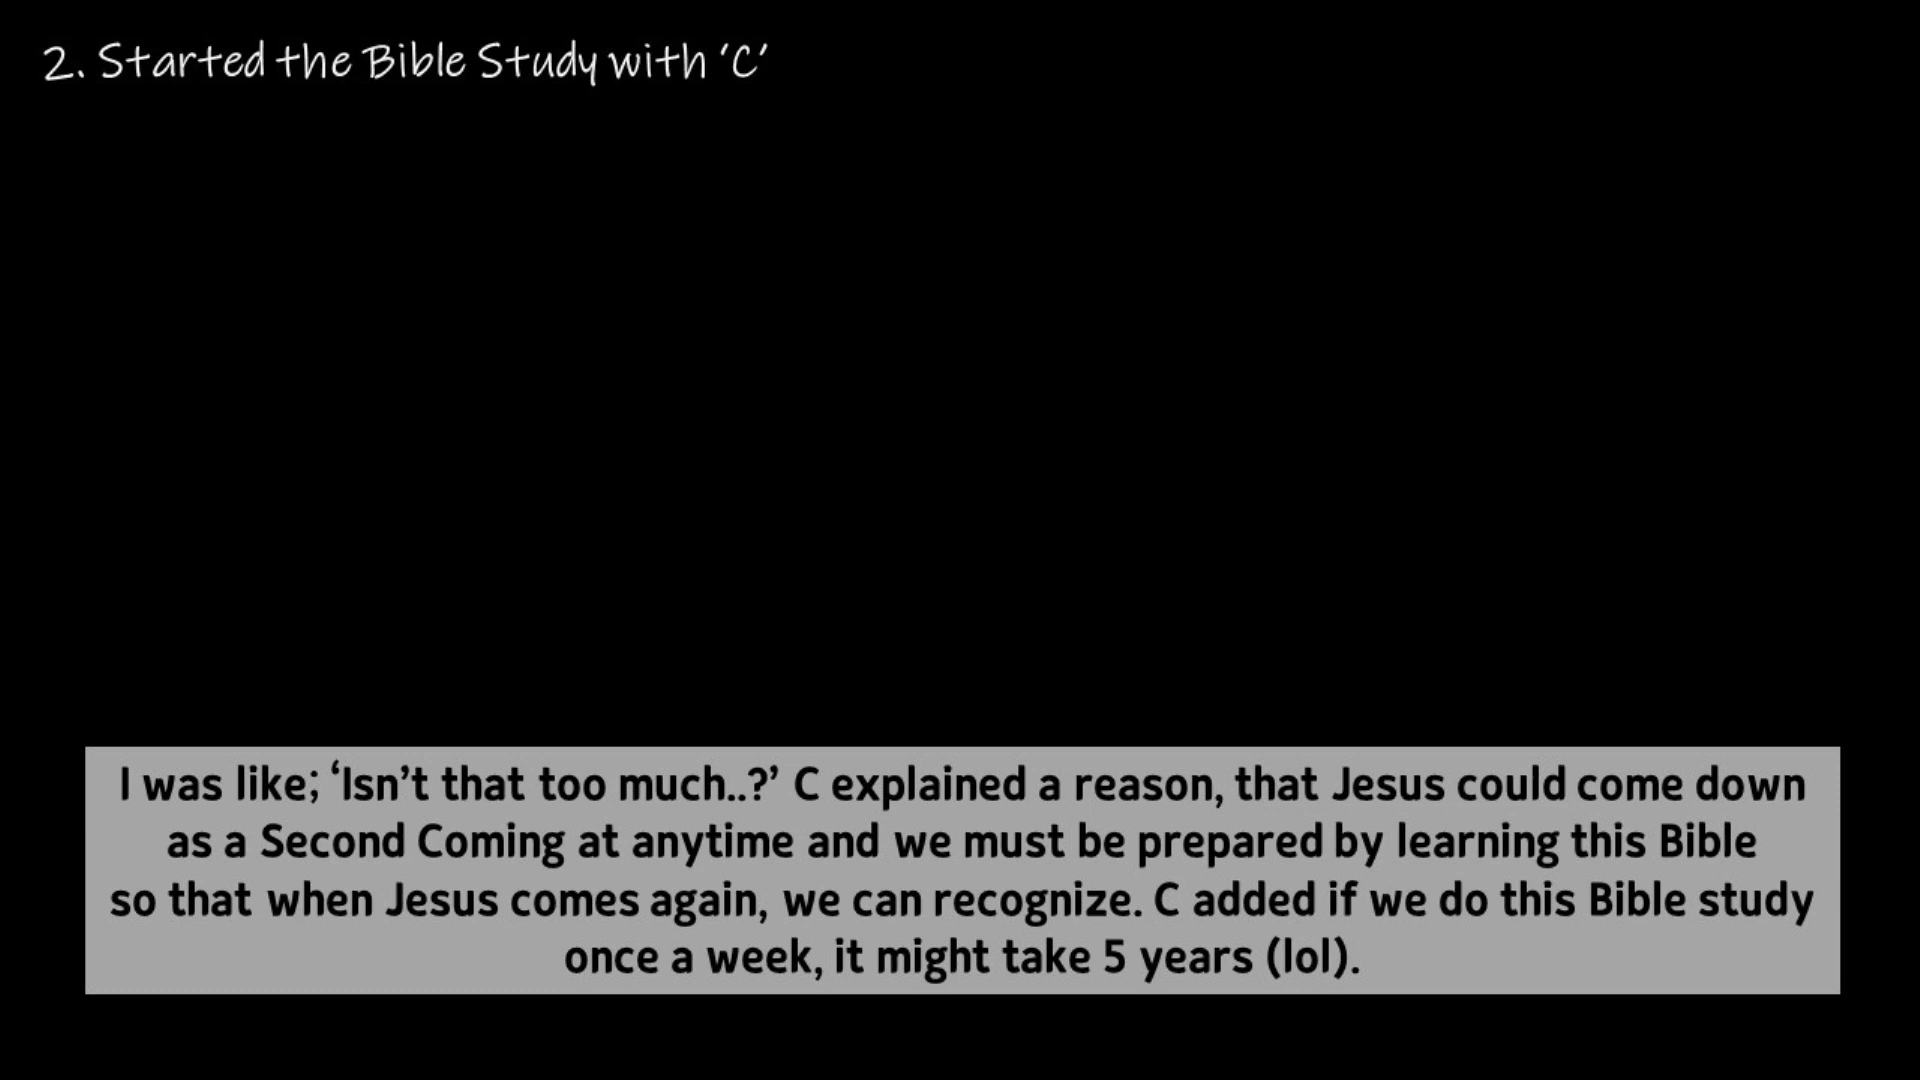 2. Started the Bible Study with ‘C’
I was like; ‘Isn’t that too much..?’ C explained a reason, that Jesus could come down
as a Second Coming at anytime and we must be prepared by learning this Bible
so that when Jesus comes again, we can recognize. C added if we do this Bible study
once a week, it might take 5 years (lol).